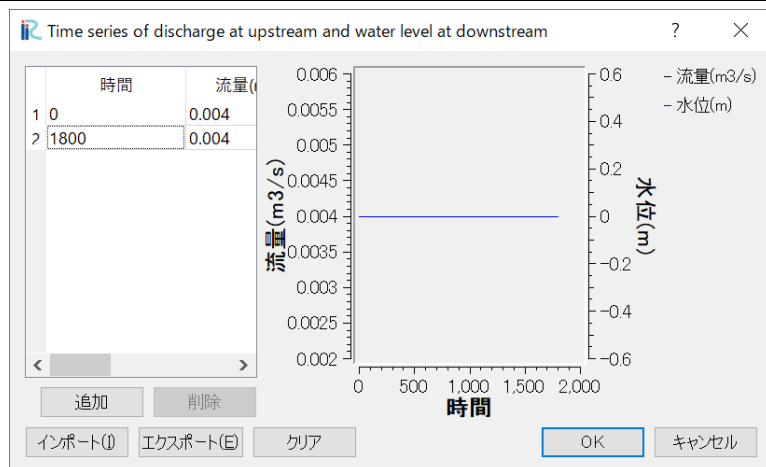 iRIC Time series of discharge at upstream and water level at downstream ? ×
時間 流量(
1 0 0.004
2 1800 0.004
追加 削除
インポート(I) エクスポート(E) クリア
0.006
0.0055
0.005
0.0045
0.004
0.0035
0.003
0.0025
0.002
流量(m3/s)
0 500 1,000 1,500 2,000
時間
0.6
0.4
0.2
0
-0.2
-0.4
-0.6
水位(m)
流量(m3/s)
水位(m)
OK キャンセル